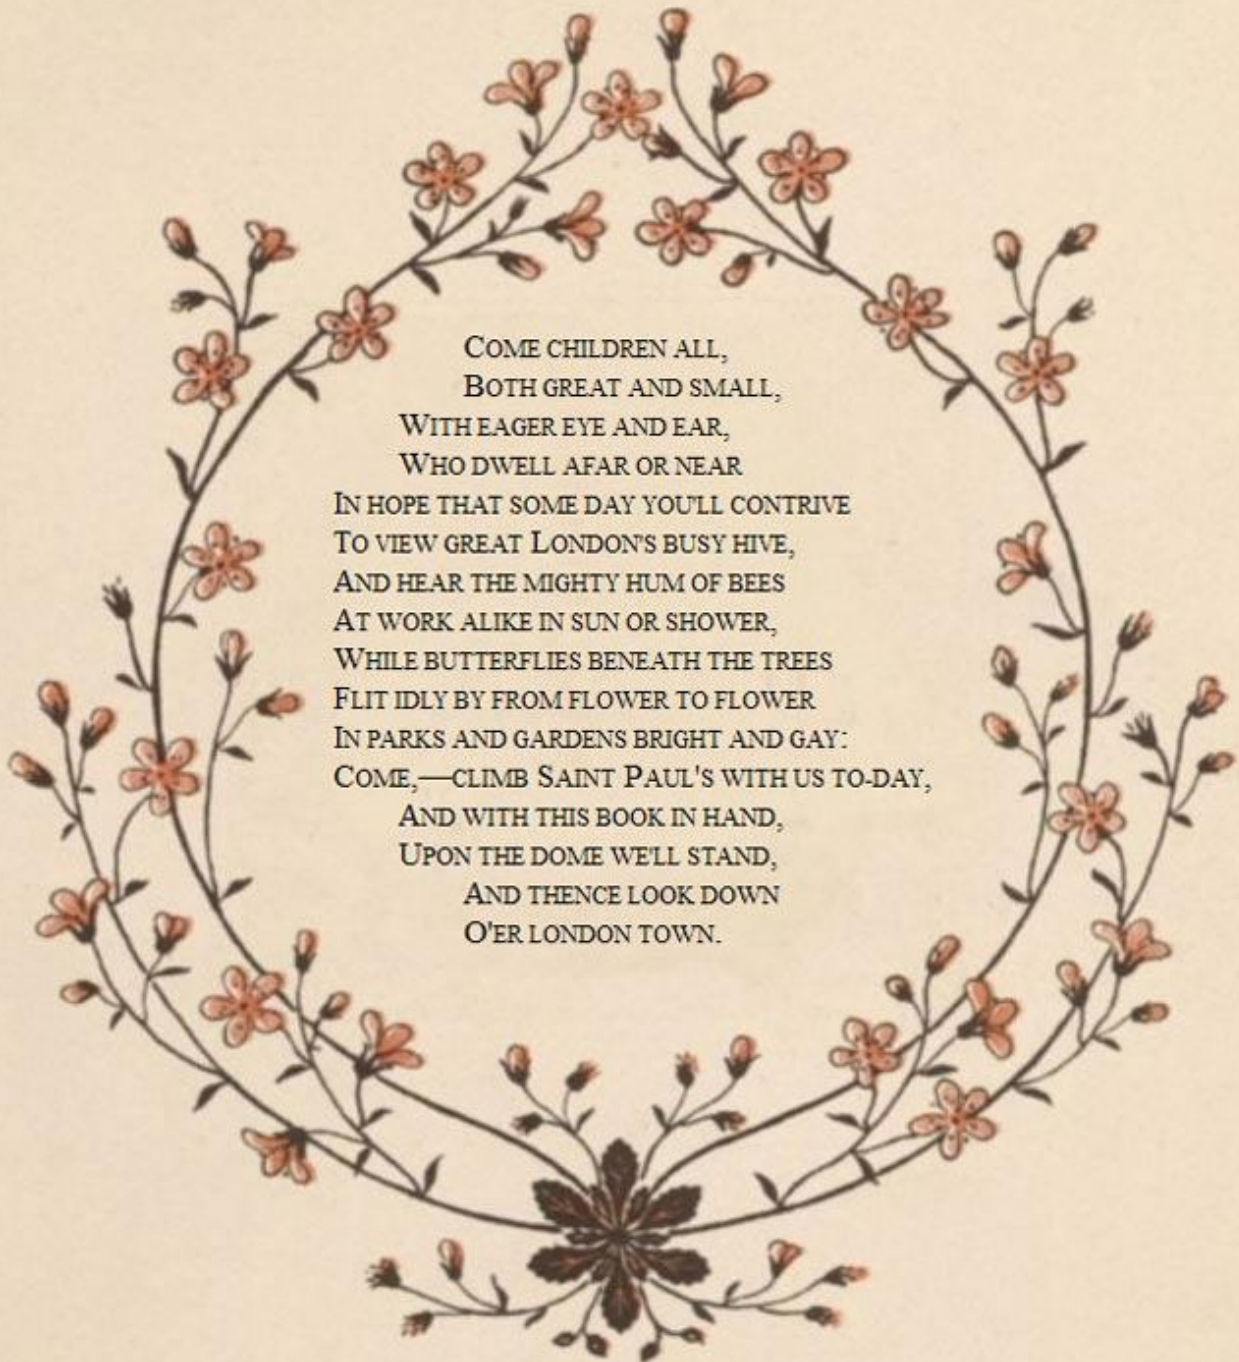 COME CHILDREN ALL,
BOTH GREAT AND SMALL,
WITH EAGER EYE AND EAR,
WHO DWELL AFAR OR NEAR
IN HOPE THAT SOME DAY YOU'LL CONTRIVE
TO VIEW GREAT LONDON'S BUSY HIVE,
AND HEAR THE MIGHTY HUM OF BEES
AT WORK ALIKE IN SUN OR SHOWER,
WHILE BUTTERFLIES BENEATH THE TREES
FLIT IDLY BY FROM FLOWER TO FLOWER
IN PARKS AND GARDENS BRIGHT AND GAY:
COME,—CLIMB SAINT PAUL'S WITH US TO-DAY,
AND WITH THIS BOOK IN HAND,
UPON THE DOME WE'LL STAND,
AND THENCE LOOK DOWN
O'ER LONDON TOWN.